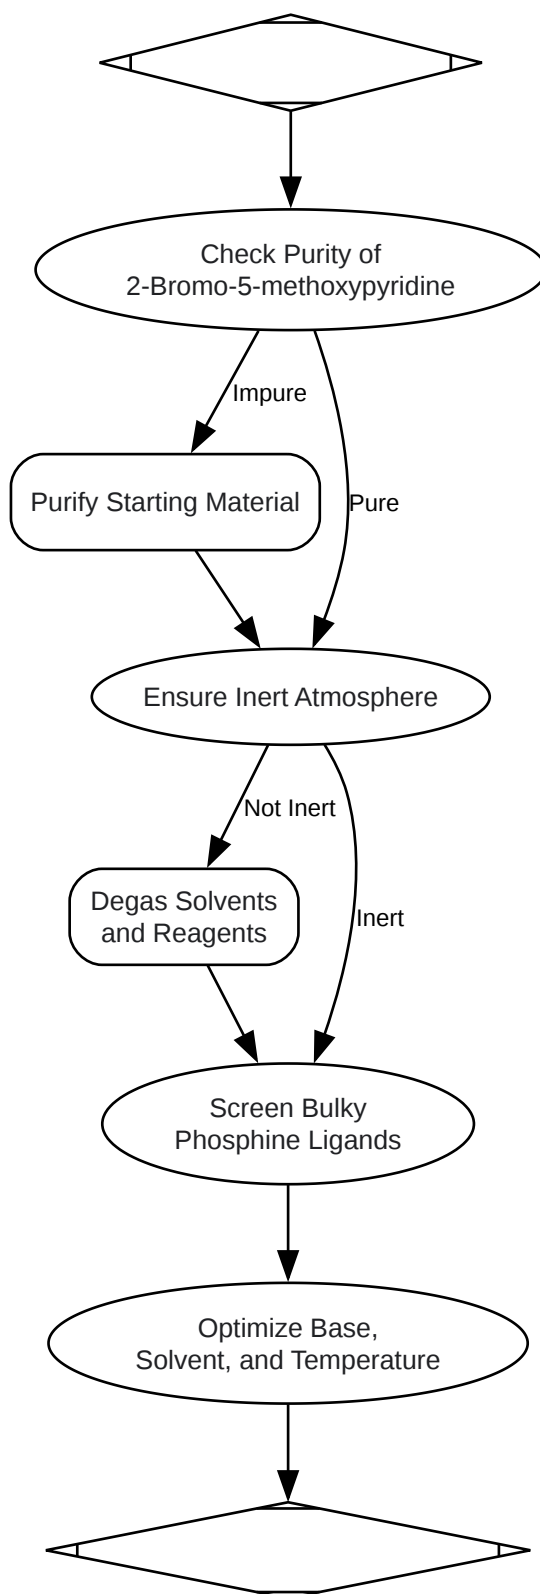 Check Purity of
2-Bromo-5-methoxypyridine
Impure
Purify Starting Material
Pure
Ensure Inert Atmosphere
Not Inert
Degas Solvents
and Reagents
Inert
Screen Bulky
Phosphine Ligands
Optimize Base,
Solvent, and Temperature